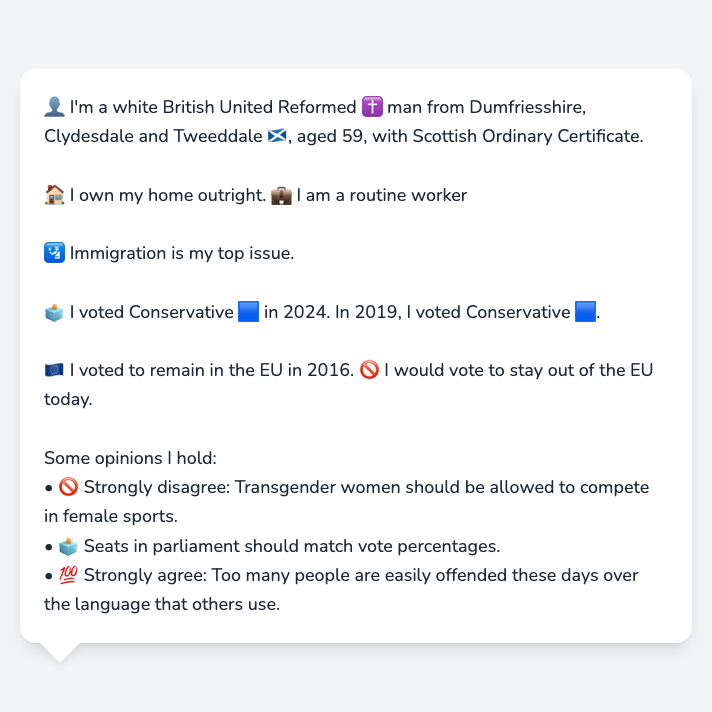 👤 I'm a white British United Reformed ✝️ man from Dumfriesshire,
Clydesdale and Tweeddale 🏴󠁧󠁢󠁳󠁣󠁴󠁿, aged 59, with Scottish Ordinary Certificate.
🏠 I own my home outright. 💼 I am a routine worker
🛂 Immigration is my top issue.
🗳️ I voted Conservative 🟦 in 2024. In 2019, I voted Conservative 🟦.
🇪🇺 I voted to remain in the EU in 2016. 🚫 I would vote to stay out of the EU
today.
Some opinions I hold:
• 🚫 Strongly disagree: Transgender women should be allowed to compete
in female sports.
• 🗳️ Seats in parliament should match vote percentages.
• 💯 Strongly agree: Too many people are easily offended these days over
the language that others use.